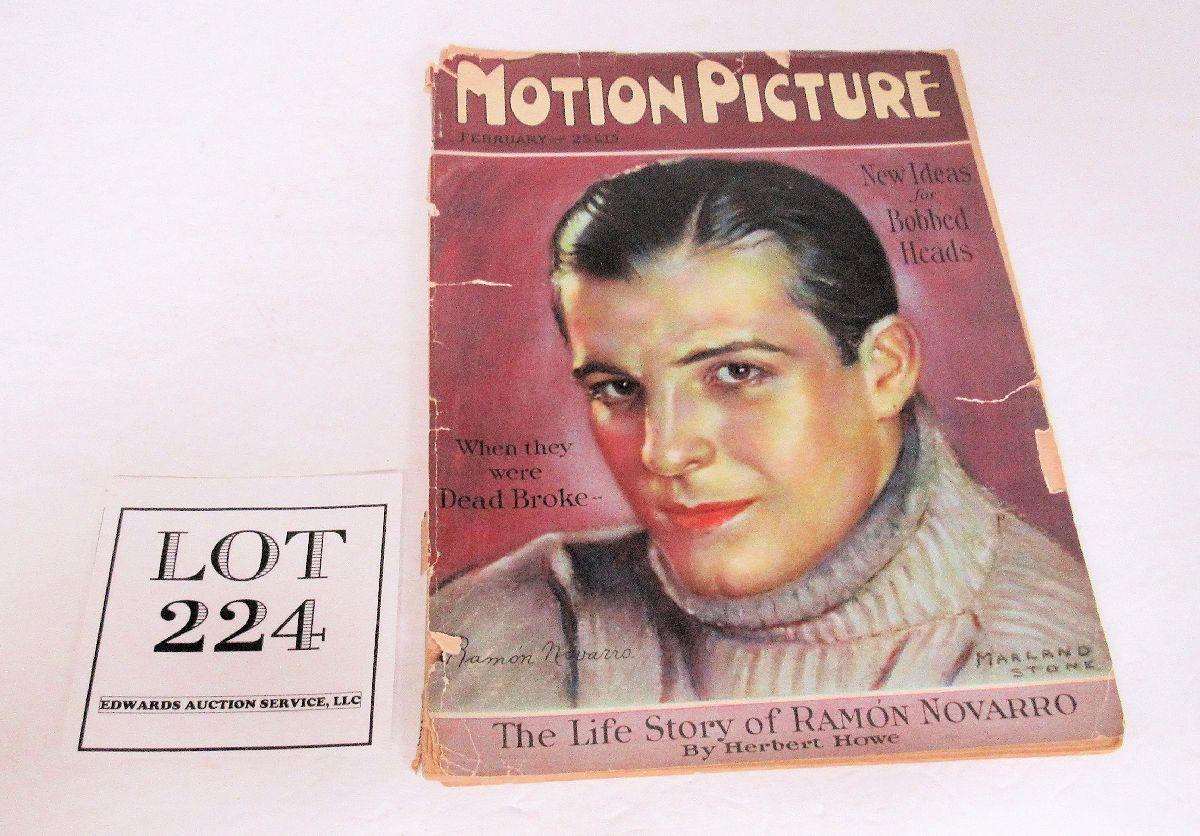 MOTION PICTURE
FEBRUARY - 25 CTS
New Ideas
for
Bobbed
Heads
When they
were
Dead Broke--
Ramón Novarro
MARLAND
STONE
The Life Story of RAMÓN NOVARRO
By Herbert Howe
LOT
224
EDWARDS AUCTION SERVICE, LLC